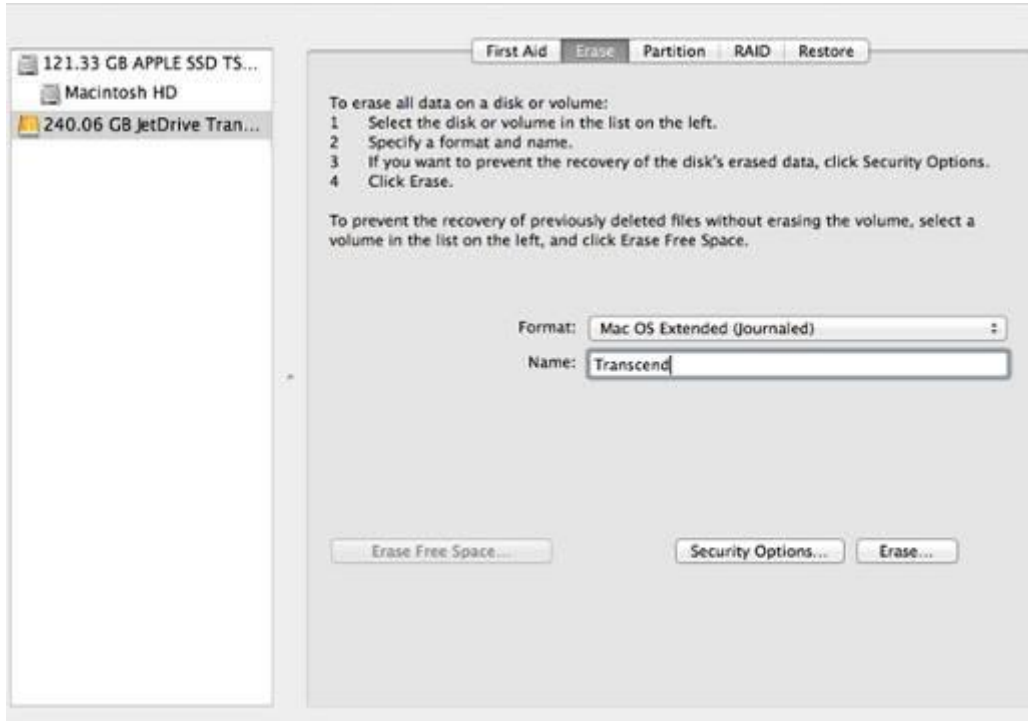 121.33 GB APPLE SSD TS...
Macintosh HD
240.06 GB JetDrive Tran...
First Aid Erase Partition RAID Restore
To erase all data on a disk or volume:
1 Select the disk or volume in the list on the left.
2 Specify a format and name.
3 If you want to prevent the recovery of the disk's erased data, click Security Options.
4 Click Erase.
To prevent the recovery of previously deleted files without erasing the volume, select a
volume in the list on the left, and click Erase Free Space.
Format: Mac OS Extended (Journaled)
Name: Transcend
Erase Free Space... Security Options... Erase...